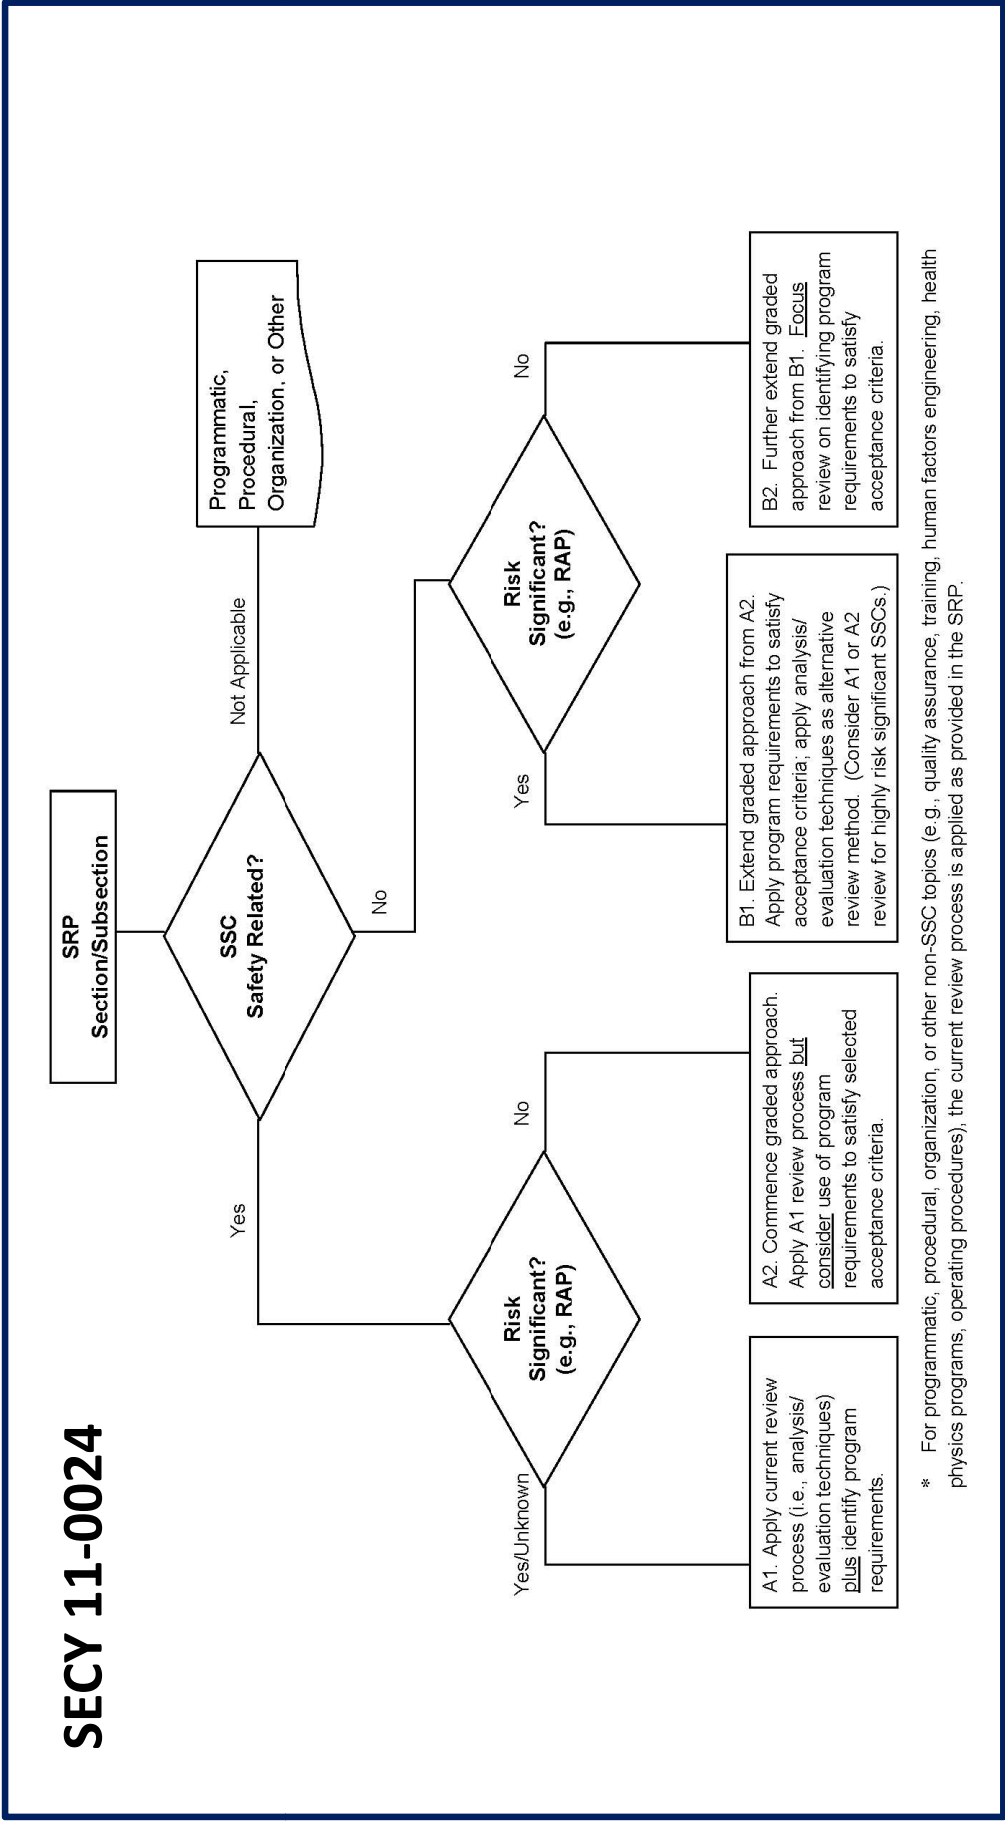 SECY 11-0024
SRP
Section/Subsection
SSC
Safety Related?
Not Applicable
Programmatic,
Procedural,
Organization, or Other
Yes
No
Risk
Significant?
(e.g., RAP)
Yes/Unknown
No
Risk
Significant?
(e.g., RAP)
Yes
No
A1. Apply current review
process (i.e., analysis/
evaluation techniques)
plus identify program
requirements.
A2. Commence graded approach.
Apply A1 review process but
consider use of program
requirements to satisfy selected
acceptance criteria.
B1. Extend graded approach from A2.
Apply program requirements to satisfy
acceptance criteria; apply analysis/
evaluation techniques as alternative
review method. (Consider A1 or A2
review for highly risk significant SSCs.)
B2. Further extend graded
approach from B1. Focus
review on identifying program
requirements to satisfy
acceptance criteria.
* For programmatic, procedural, organization, or other non-SSC topics (e.g., quality assurance, training, human factors engineering, health
physics programs, operating procedures), the current review process is applied as provided in the SRP.